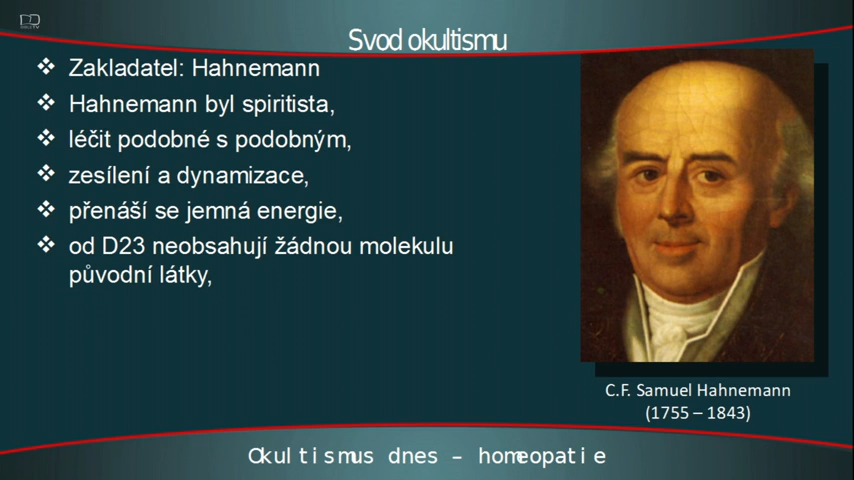 Svod okultismu
❖ Zakladatel: Hahnemann
❖ Hahnemann byl spiritista,
❖ léčit podobné s podobným,
❖ zesílení a dynamizace,
❖ přenáší se jemná energie,
❖ od D23 neobsahují žádnou molekulu
původní látky,
C.F. Samuel Hahnemann
(1755 – 1843)
Okultismus dnes – homeopatie